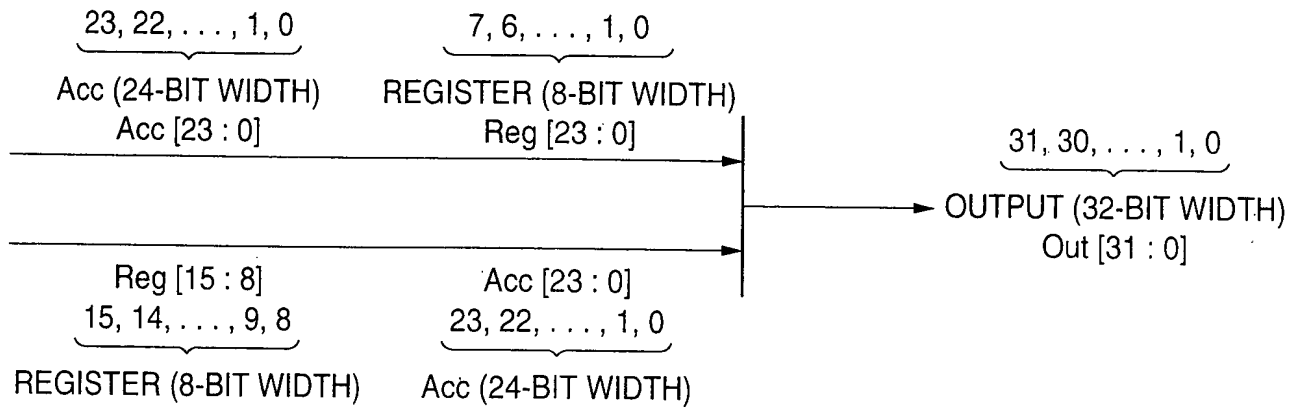 23, 22, . . . , 1, 0
7, 6, . . . , 1, 0
Acc (24-BIT WIDTH)
REGISTER (8-BIT WIDTH)
Acc [23 : 0]
Reg [23 : 0]
31, 30, . . . , 1, 0
OUTPUT (32-BIT WIDTH)
Out [31 : 0]
Reg [15 : 8]
Acc [23 : 0]
15, 14, . . . , 9, 8
23, 22, . . . , 1, 0
REGISTER (8-BIT WIDTH)
Acc (24-BIT WIDTH)